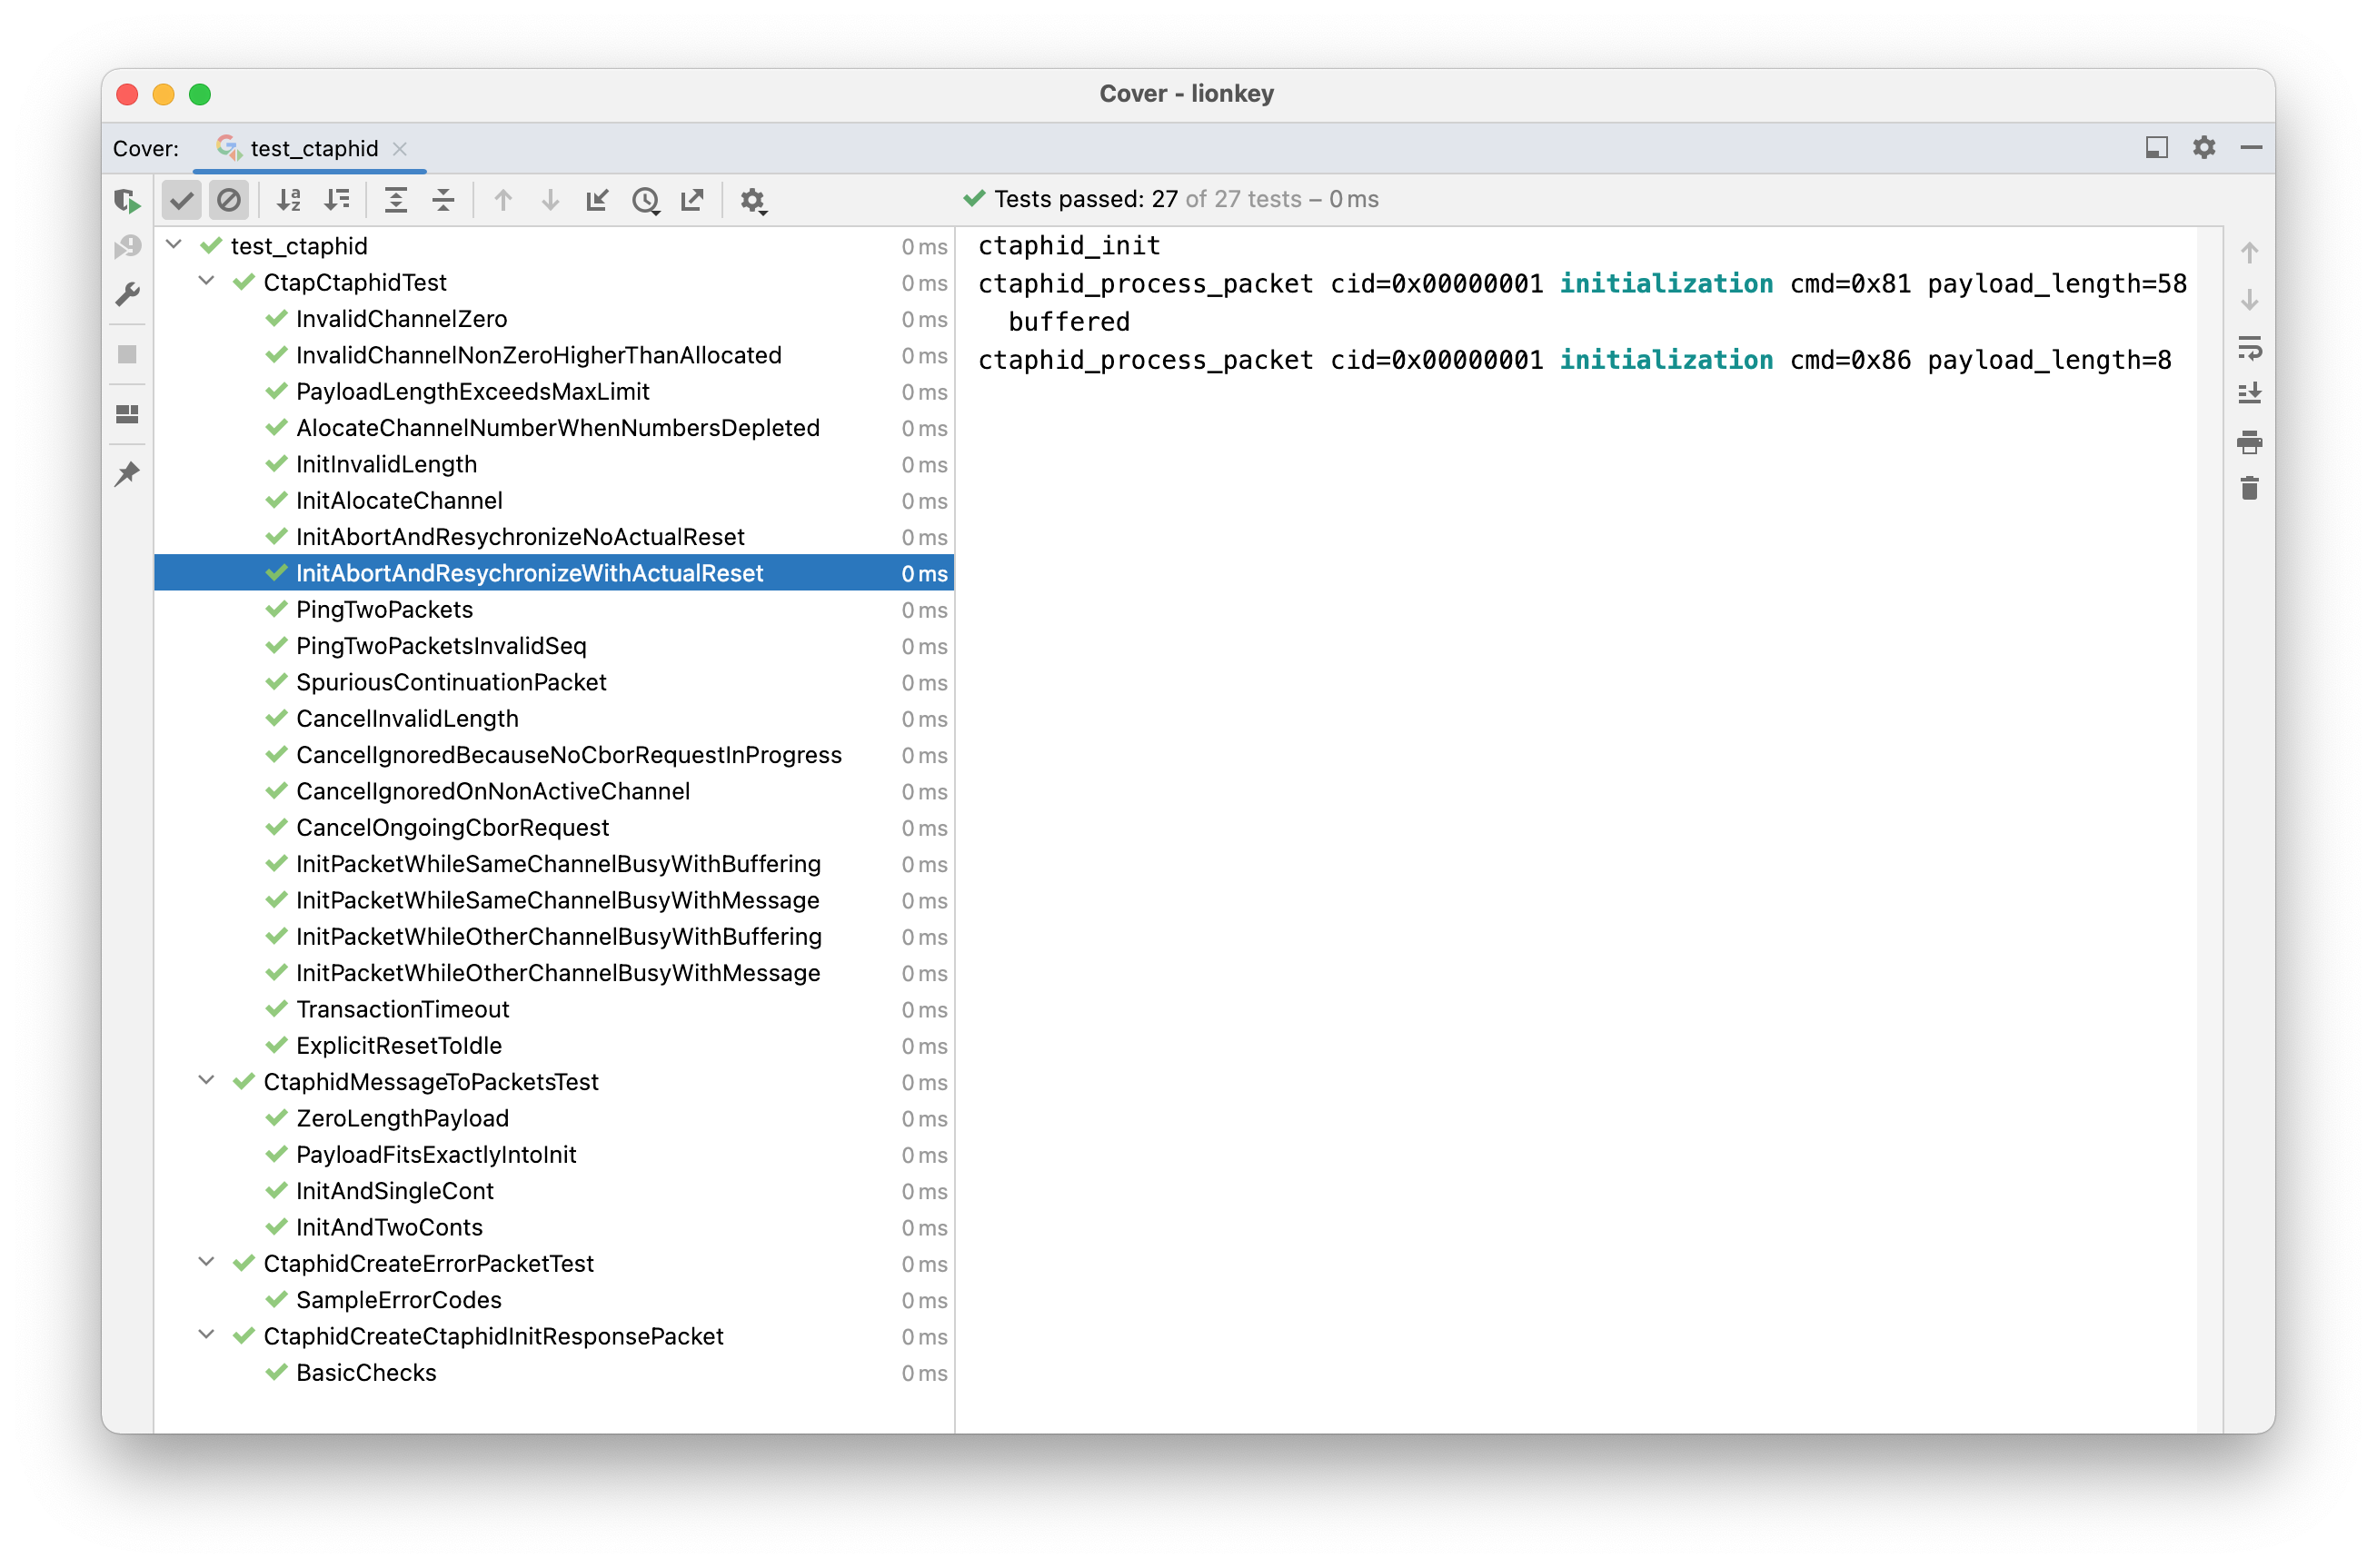 Cover - lionkey
Cover: test_ctaphid
Tests passed: 27 of 27 tests – 0 ms
test_ctaphid 0 ms
CtapCtaphidTest 0 ms
InvalidChannelZero 0 ms
InvalidChannelNonZeroHigherThanAllocated 0 ms
PayloadLengthExceedsMaxLimit 0 ms
AlocateChannelNumberWhenNumbersDepleted 0 ms
InitInvalidLength 0 ms
InitAlocateChannel 0 ms
InitAbortAndResychronizeNoActualReset 0 ms
InitAbortAndResychronizeWithActualReset 0 ms
PingTwoPackets 0 ms
PingTwoPacketsInvalidSeq 0 ms
SpuriousContinuationPacket 0 ms
CancelInvalidLength 0 ms
CancelIgnoredBecauseNoCborRequestInProgress 0 ms
CancelIgnoredOnNonActiveChannel 0 ms
CancelOngoingCborRequest 0 ms
InitPacketWhileSameChannelBusyWithBuffering 0 ms
InitPacketWhileSameChannelBusyWithMessage 0 ms
InitPacketWhileOtherChannelBusyWithBuffering 0 ms
InitPacketWhileOtherChannelBusyWithMessage 0 ms
TransactionTimeout 0 ms
ExplicitResetToIdle 0 ms
CtaphidMessageToPacketsTest 0 ms
ZeroLengthPayload 0 ms
PayloadFitsExactlyIntoInit 0 ms
InitAndSingleCont 0 ms
InitAndTwoConts 0 ms
CtaphidCreateErrorPacketTest 0 ms
SampleErrorCodes 0 ms
CtaphidCreateCtaphidInitResponsePacket 0 ms
BasicChecks 0 ms
ctaphid_init
ctaphid_process_packet cid=0x00000001 initialization cmd=0x81 payload_length=58
buffered
ctaphid_process_packet cid=0x00000001 initialization cmd=0x86 payload_length=8